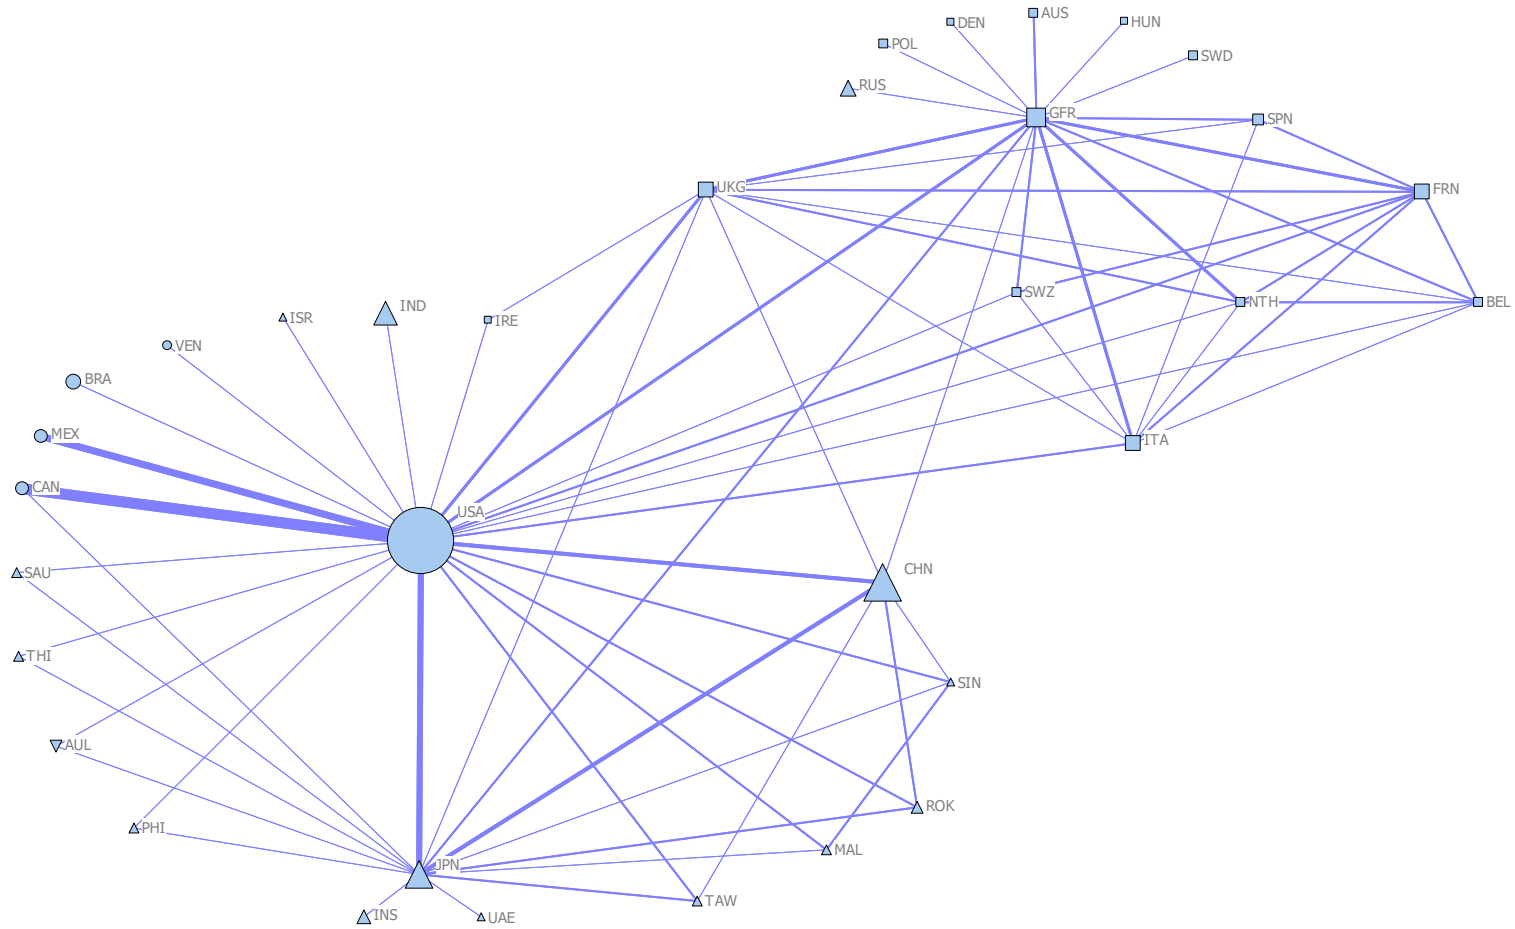 AUS
DEN
HUN
POL
SWD
RUS
GFR
SPN
UKG
FRN
SWZ
NTH
BEL
IND
ISR
IRE
VEN
BRA
MEX
ITA
CAN
USA
CHN
SAU
THI
SIN
AUL
ROK
PHI
MAL
JPN
TAW
INS
UAE